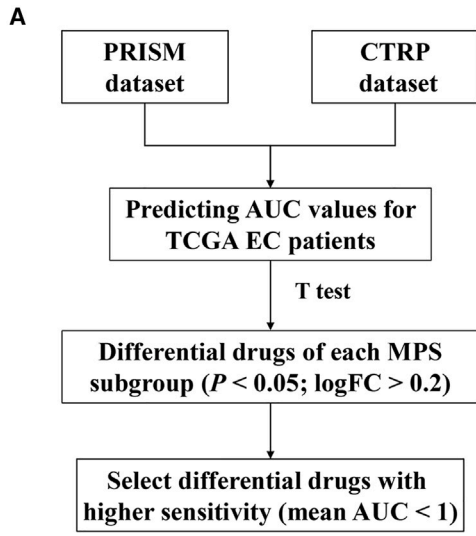 A
PRISM
dataset
CTRP
dataset
Predicting AUC values for
TCGA EC patients
T test
Differential drugs of each MPS
subgroup (P < 0.05; logFC > 0.2)
Select differential drugs with
higher sensitivity (mean AUC < 1)